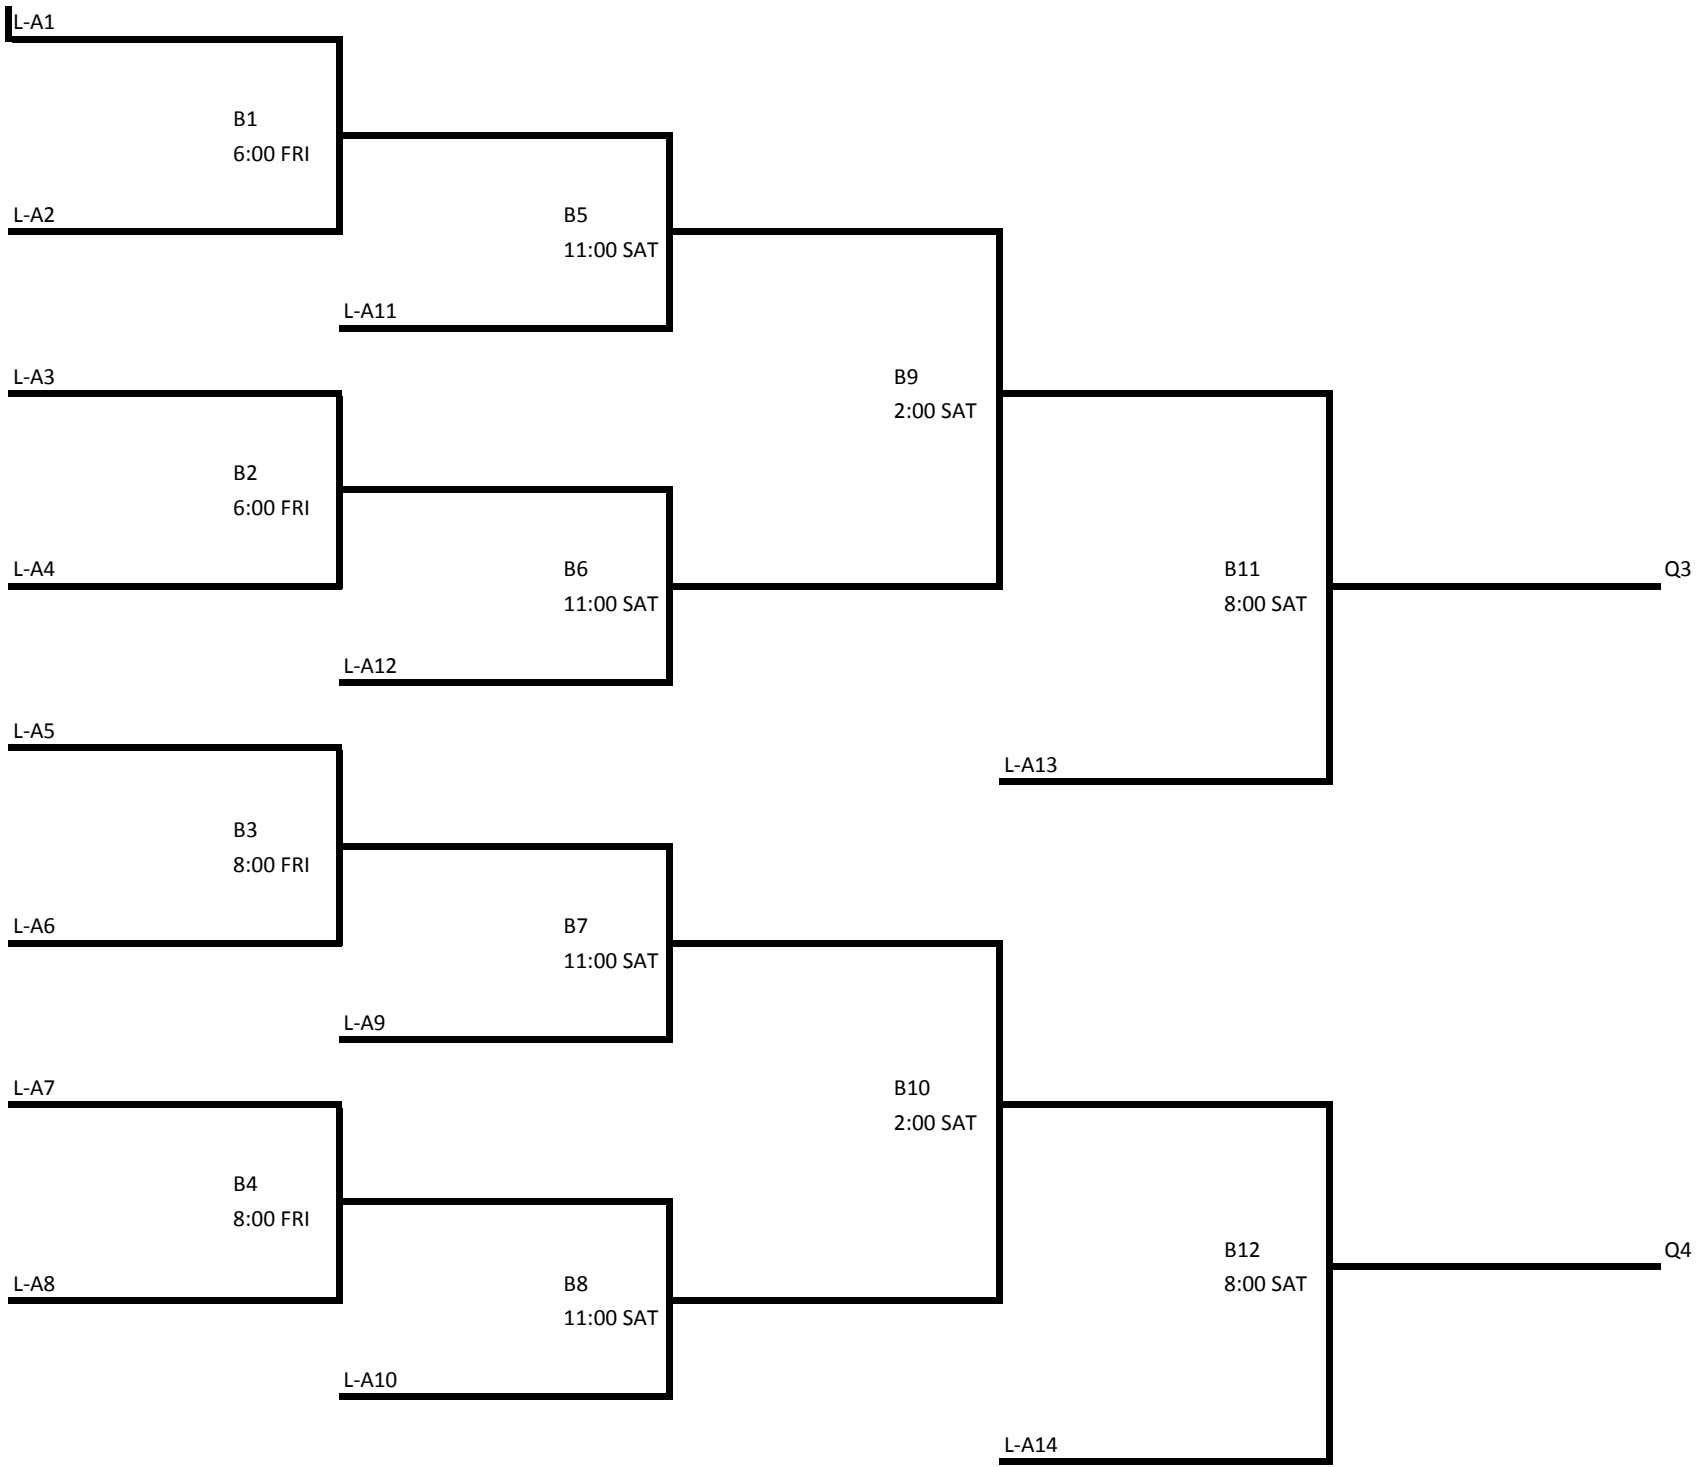 L-A1
B1
6:00 FRI
L-A2
B5
11:00 SAT
L-A11
L-A3
B9
2:00 SAT
B2
6:00 FRI
L-A4
B6
11:00 SAT
B11
8:00 SAT
Q3
L-A12
L-A5
L-A13
B3
8:00 FRI
L-A6
B7
11:00 SAT
L-A9
L-A7
B10
2:00 SAT
B4
8:00 FRI
L-A8
B8
11:00 SAT
B12
8:00 SAT
Q4
L-A10
L-A14